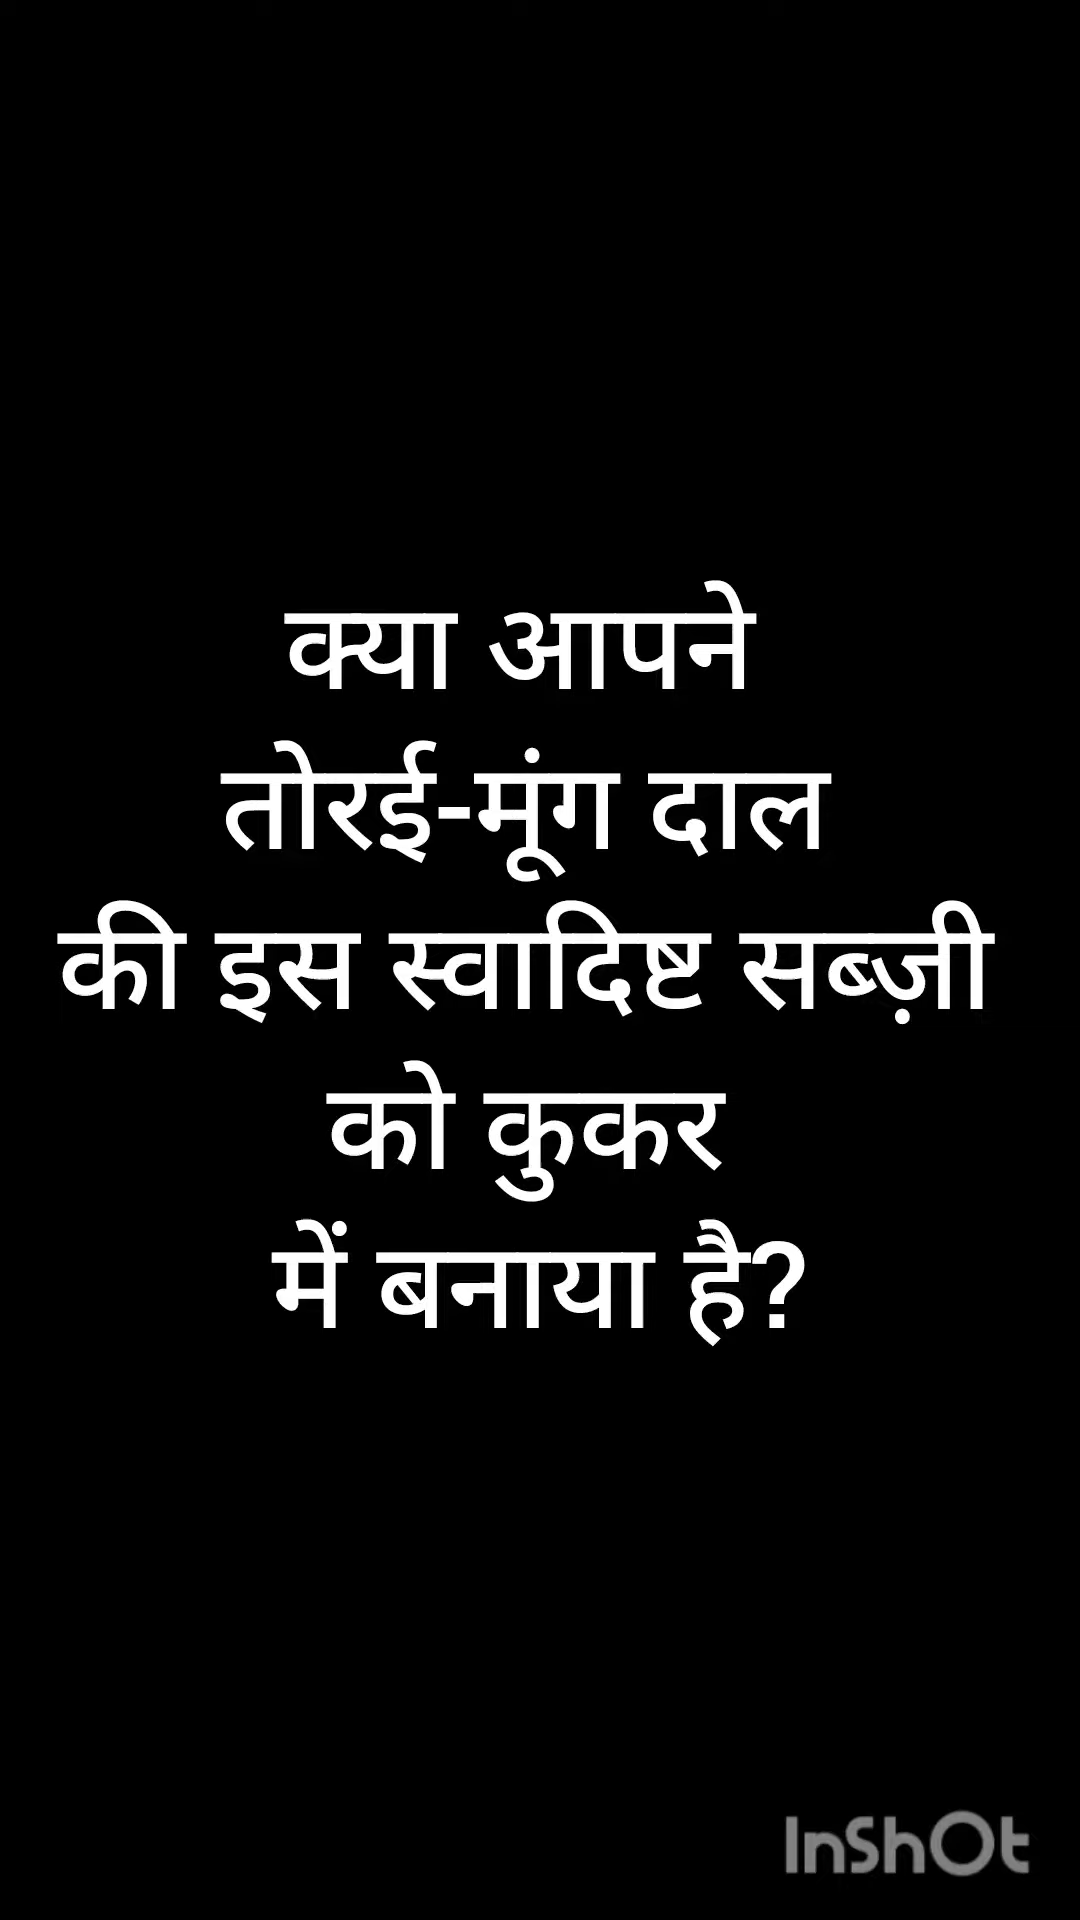 क्या आपने
तोरई-मूंग दाल
की इस स्वादिष्ट सब्ज़ी
को कुकर
में बनाया है?
InShOt